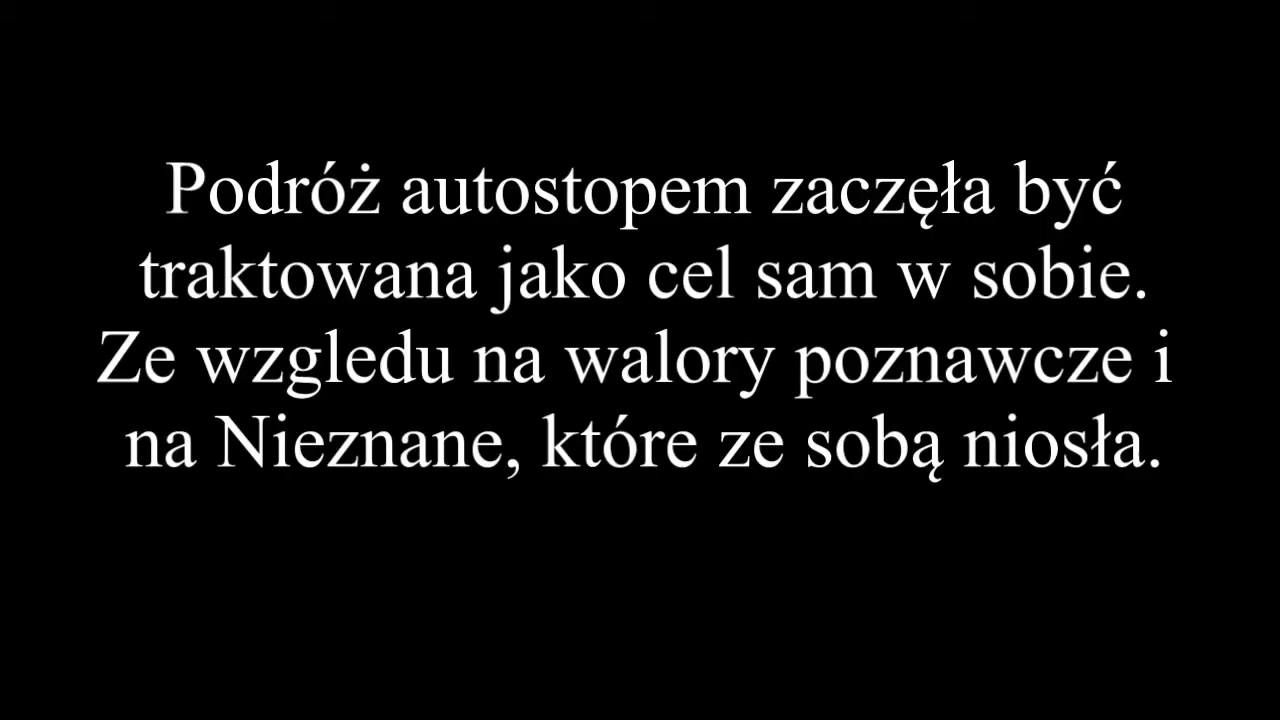 Podróż autostopem zaczęła być
traktowana jako cel sam w sobie.
Ze wzgledu na walory poznawcze i
na Nieznane, które ze sobą niosła.